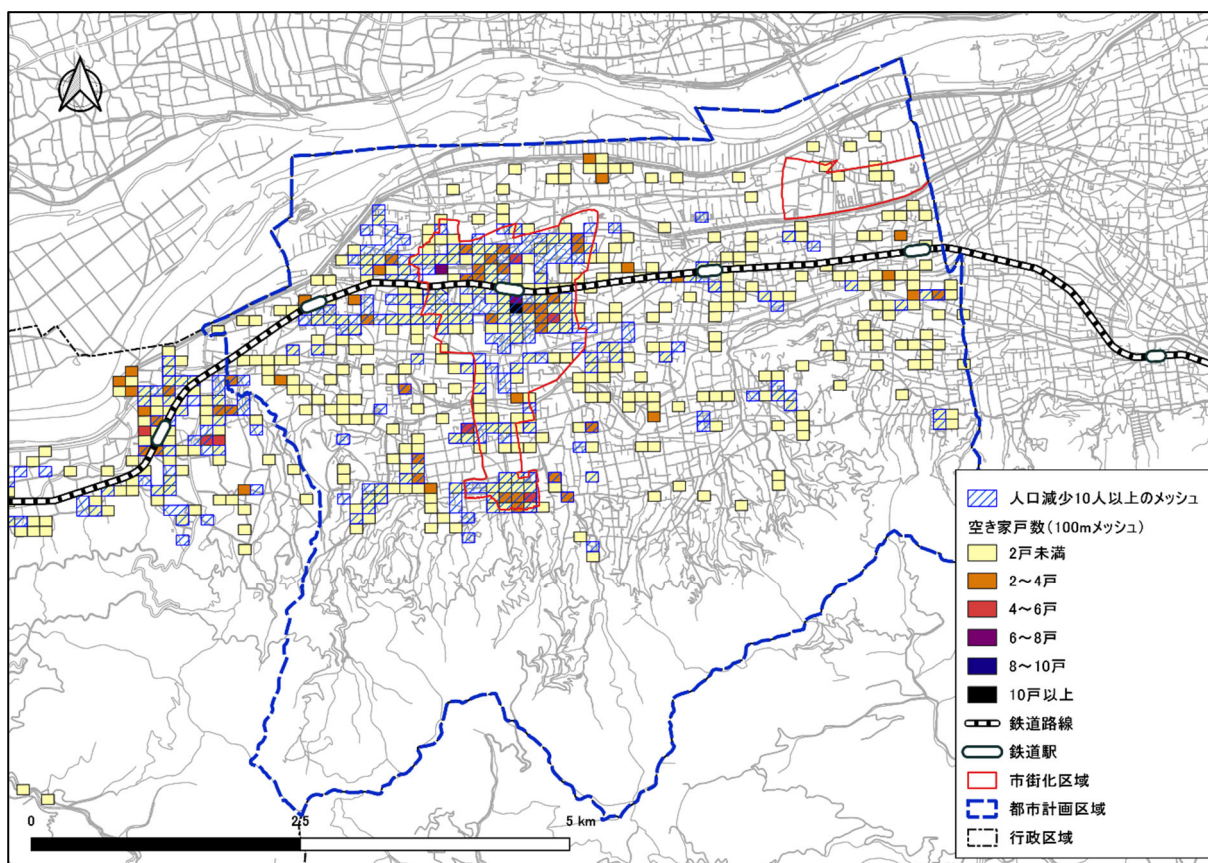 人口減少10人以上のメッシュ
空き家戸数(100mメッシュ)
2戸未満
2～4戸
4～6戸
6～8戸
8～10戸
10戸以上
鉄道路線
鉄道駅
市街化区域
都市計画区域
行政区域
0 2.5 5 km